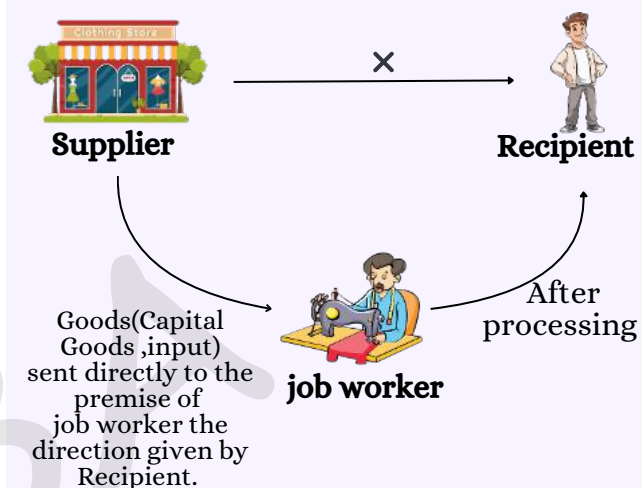 Clothing Store
OPEN
Supplier
Recipient
Goods(Capital
Goods ,input)
sent directly to the
premise of
job worker the
direction given by
Recipient.
job worker
After
processing